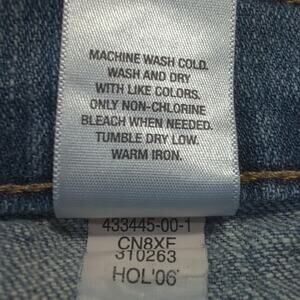 MACHINE WASH COLD.
WASH AND DRY
WITH LIKE COLORS.
ONLY NON-CHLORINE
BLEACH WHEN NEEDED.
TUMBLE DRY LOW.
WARM IRON.
433445-00-1
CN8XF
310263
HOL'06